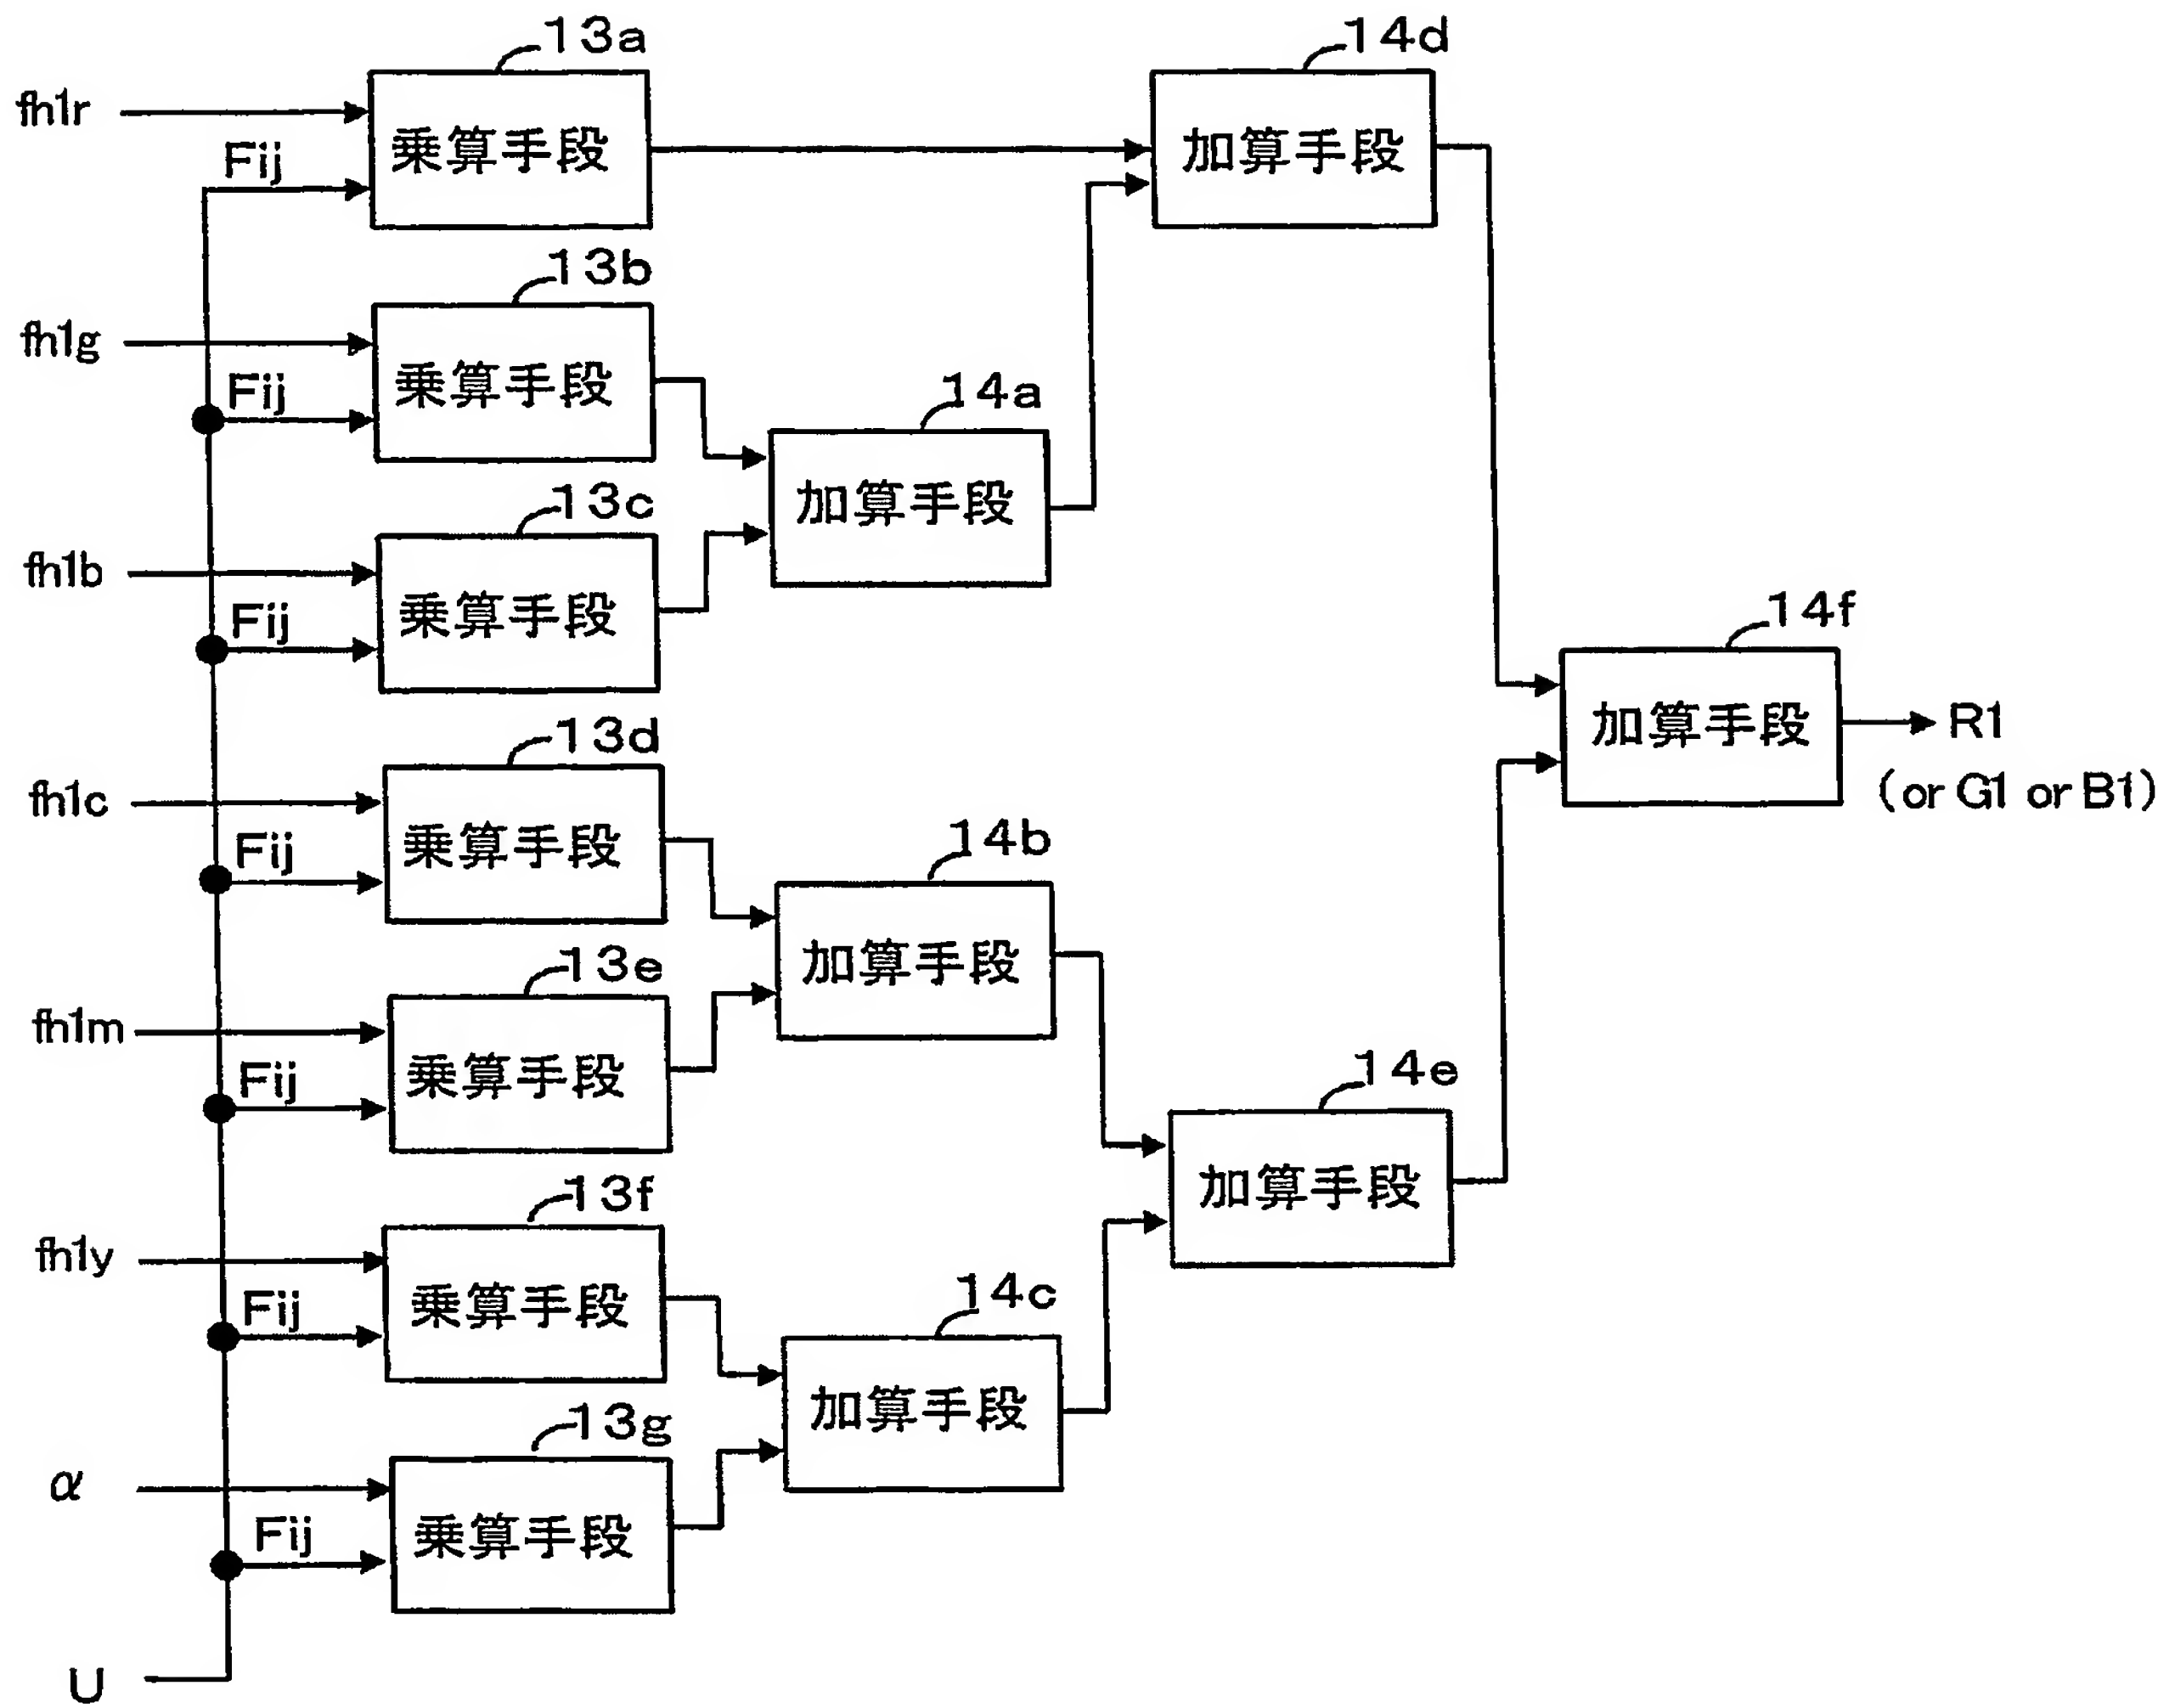 13a
14d
fh1r
乗算手段
加算手段
Fij
13b
fh1g
乗算手段
Fij
14a
13c
加算手段
fh1b
乗算手段
Fij
14f
加算手段
R1
(or G1 or B1)
13d
fh1c
乗算手段
Fij
14b
加算手段
13e
fh1m
乗算手段
Fij
14e
加算手段
13f
fh1y
乗算手段
Fij
14c
加算手段
13g
α
乗算手段
Fij
U